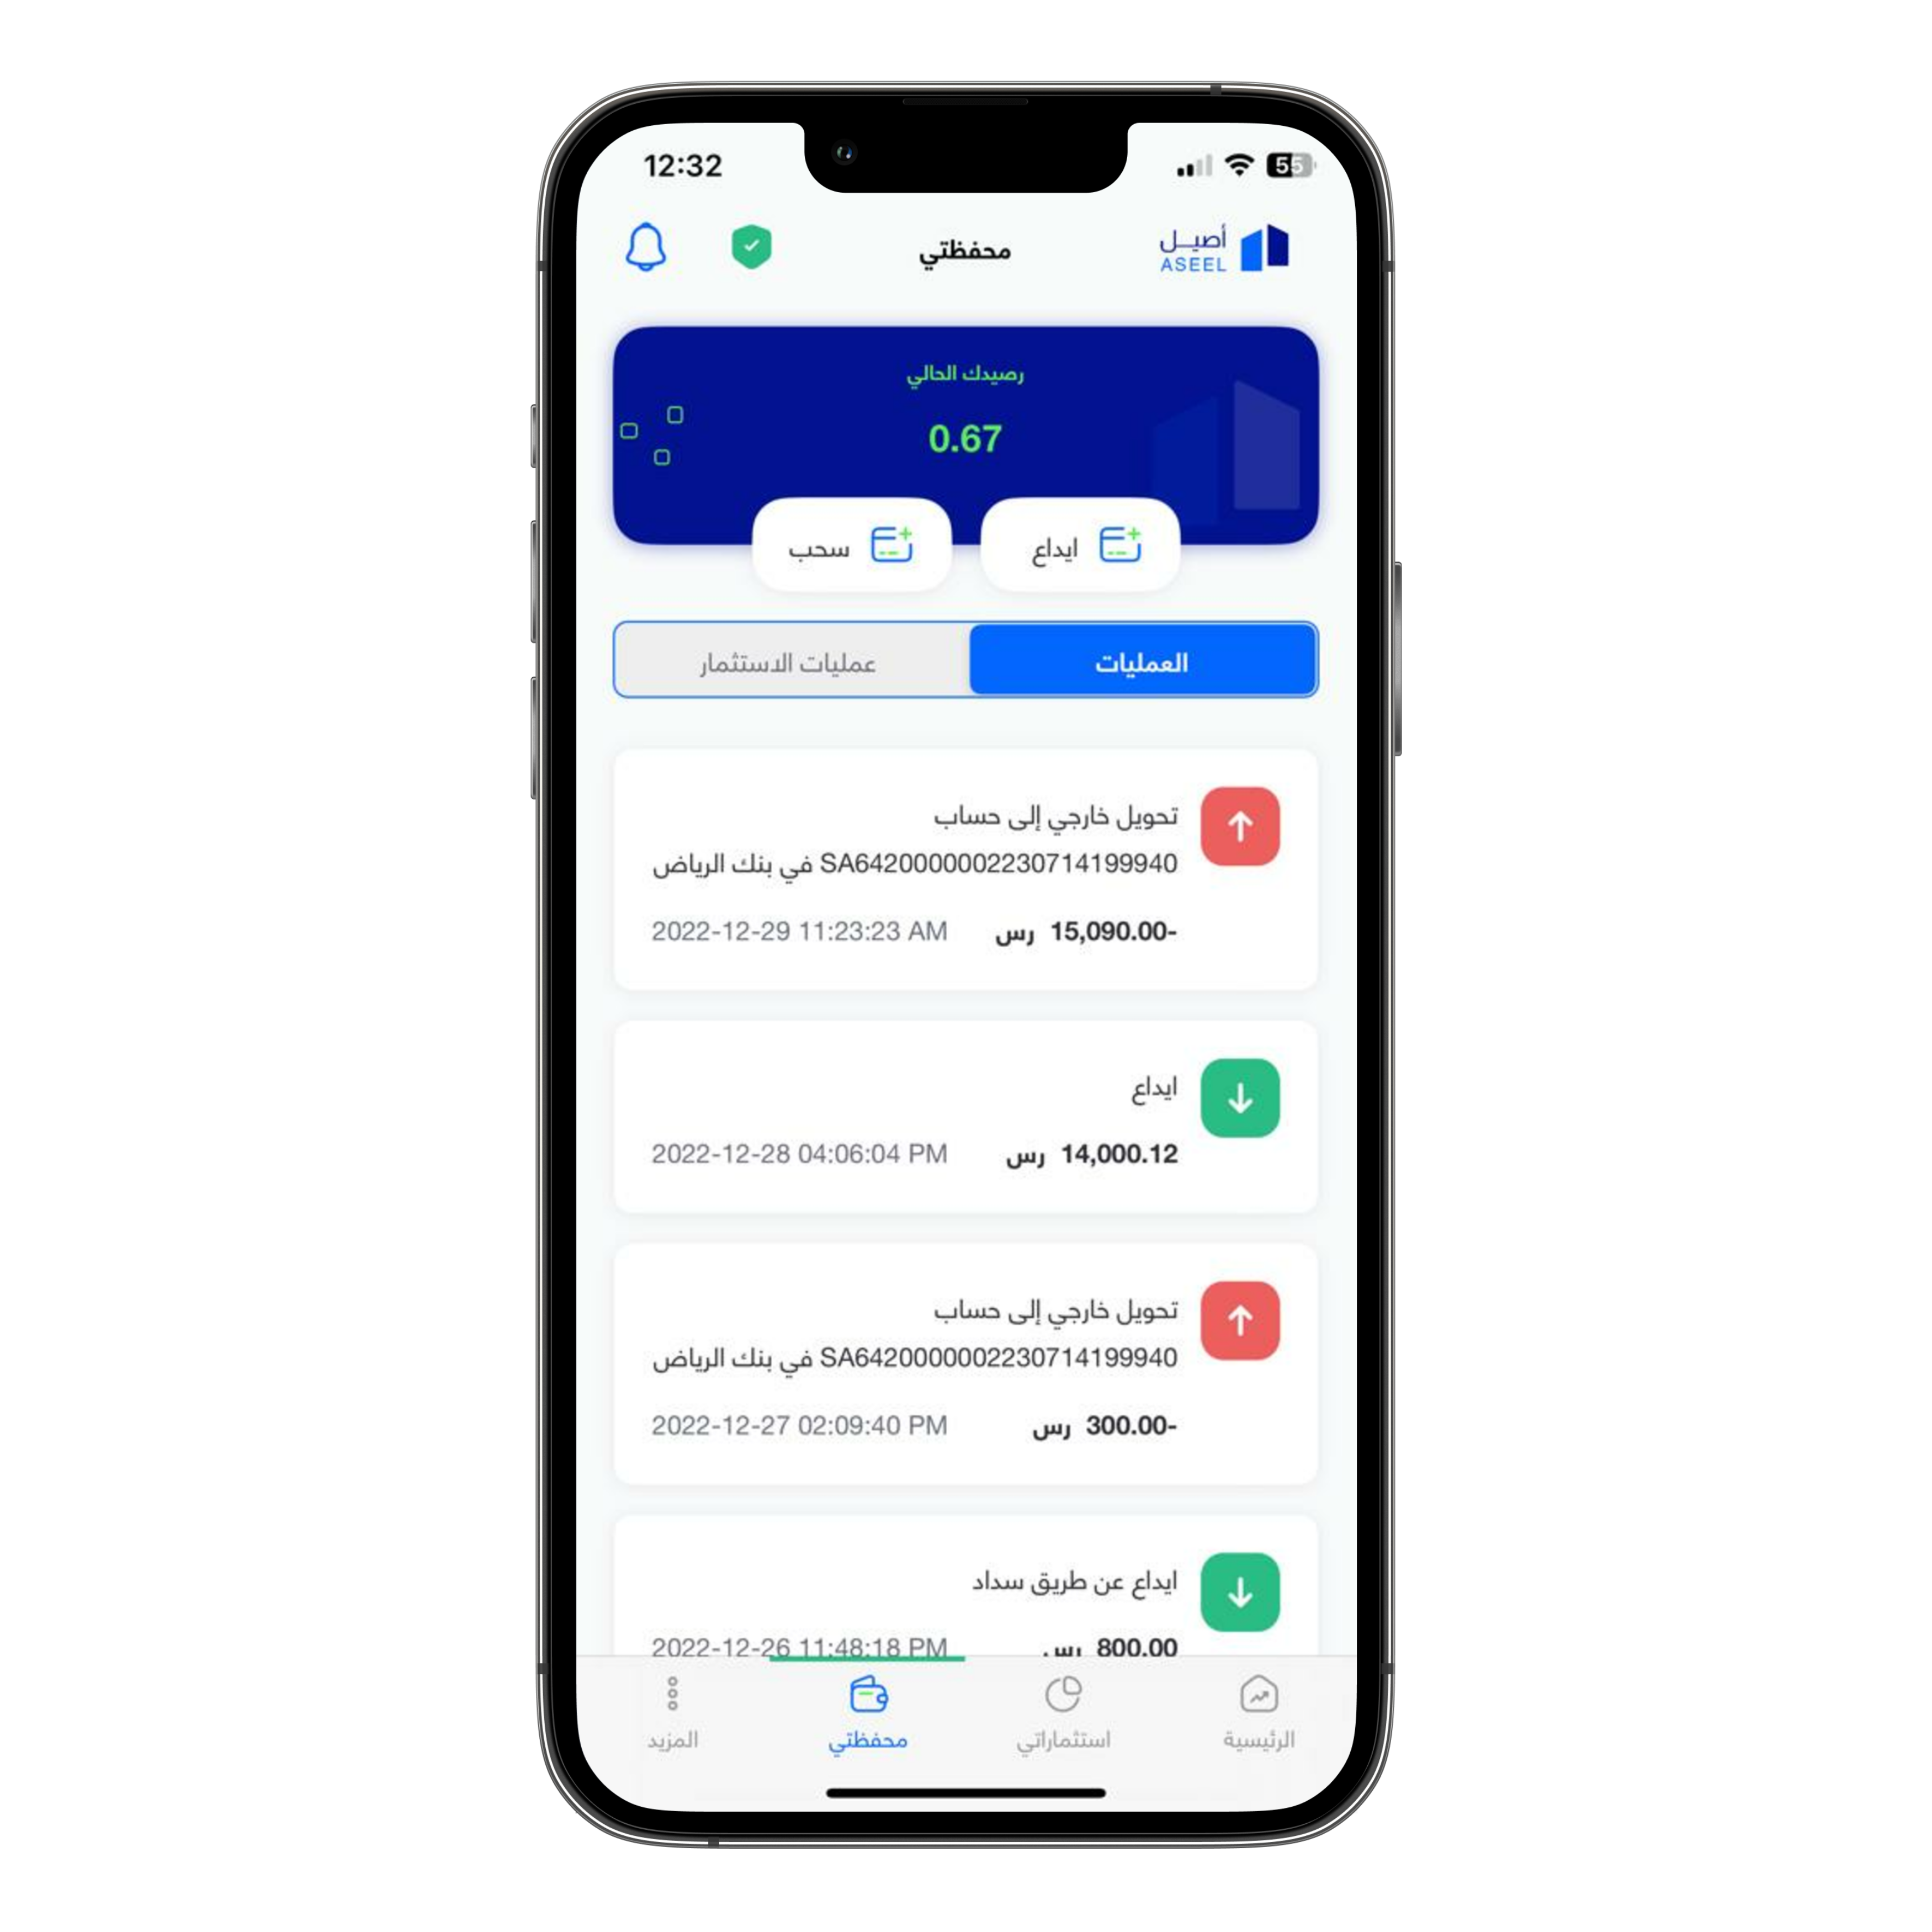 12:32
55
أصيل
ASEEL
محفظتي
رصيدك الحالي
0.67
ايداع
سحب
العمليات
عمليات الاستثمار
تحويل خارجي إلى حساب
SA6420000002230714199940 في بنك الرياض
-15,090.00 رس
2022-12-29 11:23:23 AM
ايداع
14,000.12 رس
2022-12-28 04:06:04 PM
تحويل خارجي إلى حساب
SA6420000002230714199940 في بنك الرياض
-300.00 رس
2022-12-27 02:09:40 PM
ايداع عن طريق سداد
800.00 رس
2022-12-26 11:48:18 PM
الرئيسية
استثماراتي
محفظتي
المزيد